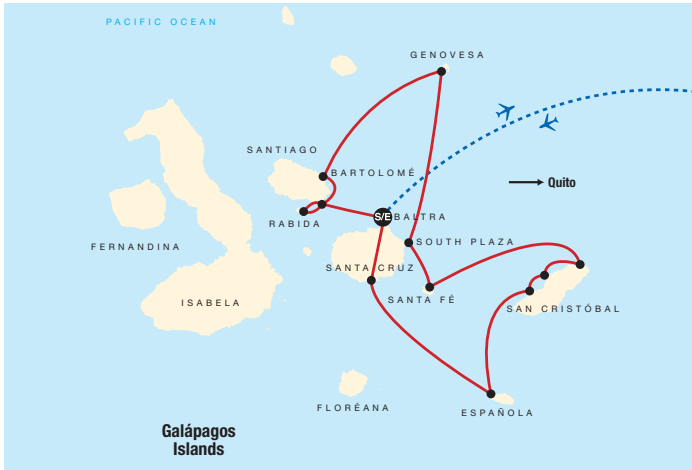 PACIFIC OCEAN
GENOVESA
SANTIAGO
BARTOLOMÉ
Quito
RABIDA
S/E
BALTRA
SOUTH PLAZA
FERNANDINA
SANTA CRUZ
ISABELA
SANTA FÉ
SAN CRISTÓBAL
FLORÉANA
ESPAÑOLA
Galápagos
Islands